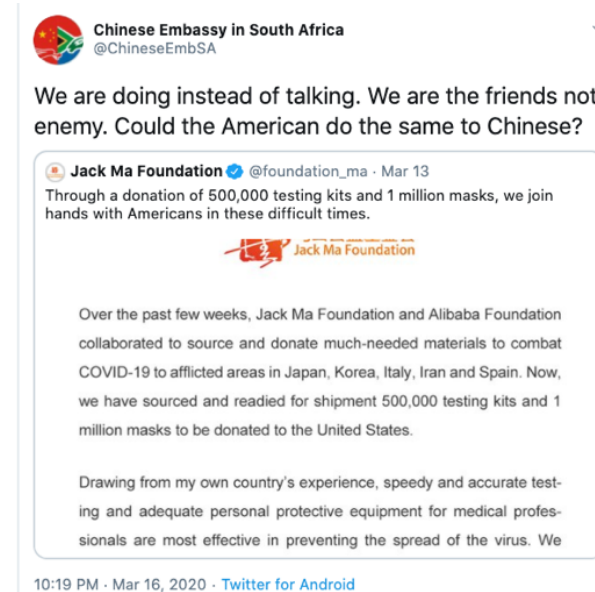 Chinese Embassy in South Africa
@ChineseEmbSA
We are doing instead of talking. We are the friends not
enemy. Could the American do the same to Chinese?
Jack Ma Foundation @foundation_ma · Mar 13
Through a donation of 500,000 testing kits and 1 million masks, we join
hands with Americans in these difficult times.
Jack Ma Foundation
Over the past few weeks, Jack Ma Foundation and Alibaba Foundation
collaborated to source and donate much-needed materials to combat
COVID-19 to afflicted areas in Japan, Korea, Italy, Iran and Spain. Now,
we have sourced and readied for shipment 500,000 testing kits and 1
million masks to be donated to the United States.
Drawing from my own country's experience, speedy and accurate test-
ing and adequate personal protective equipment for medical profes-
sionals are most effective in preventing the spread of the virus. We
10:19 PM · Mar 16, 2020 · Twitter for Android